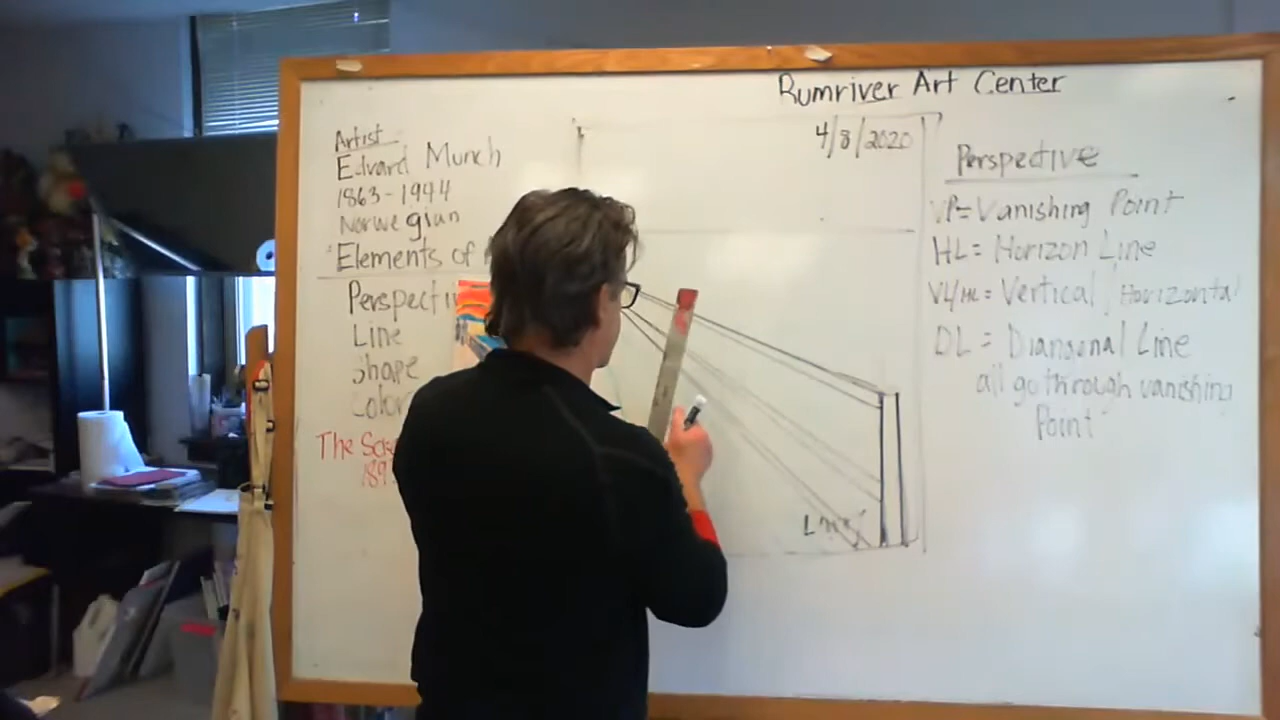 Rumriver Art Center
4/8/2020
Artist
Edvard Munch
1863-1944
Norwegian
Elements of
Perspecti
Line
Shape
Color
The Sc
189
Perspective
VP= Vanishing Point
HL= Horizon Line
VL/HL= Vertical, Horizontal
DL= Diangonal Line
all go through vanishing
Point